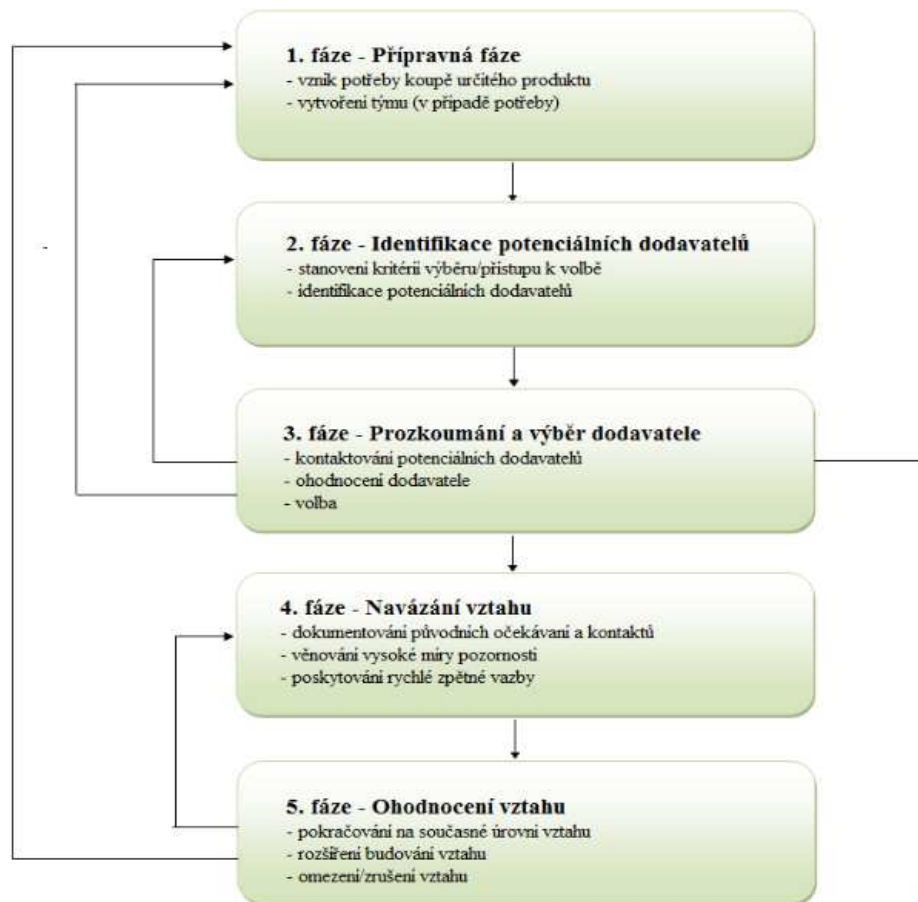 1. fáze - Přípravná fáze
- vznik potřeby koupě určitého produktu
- vytvoření týmu (v případě potřeby)
2. fáze - Identifikace potenciálních dodavatelů
- stanovení kritérií výběru/přístupu k volbě
- identifikace potenciálních dodavatelů
3. fáze - Prozkoumání a výběr dodavatele
- kontaktování potenciálních dodavatelů
- ohodnocení dodavatele
- volba
4. fáze - Navázání vztahu
- dokumentování původních očekávaní a kontaktů
- věnování vysoké míry pozornosti
- poskytování rychlé zpětné vazby
5. fáze - Ohodnocení vztahu
- pokračování na současné úrovni vztahu
- rozšíření budování vztahu
- omezení/zrušení vztahu